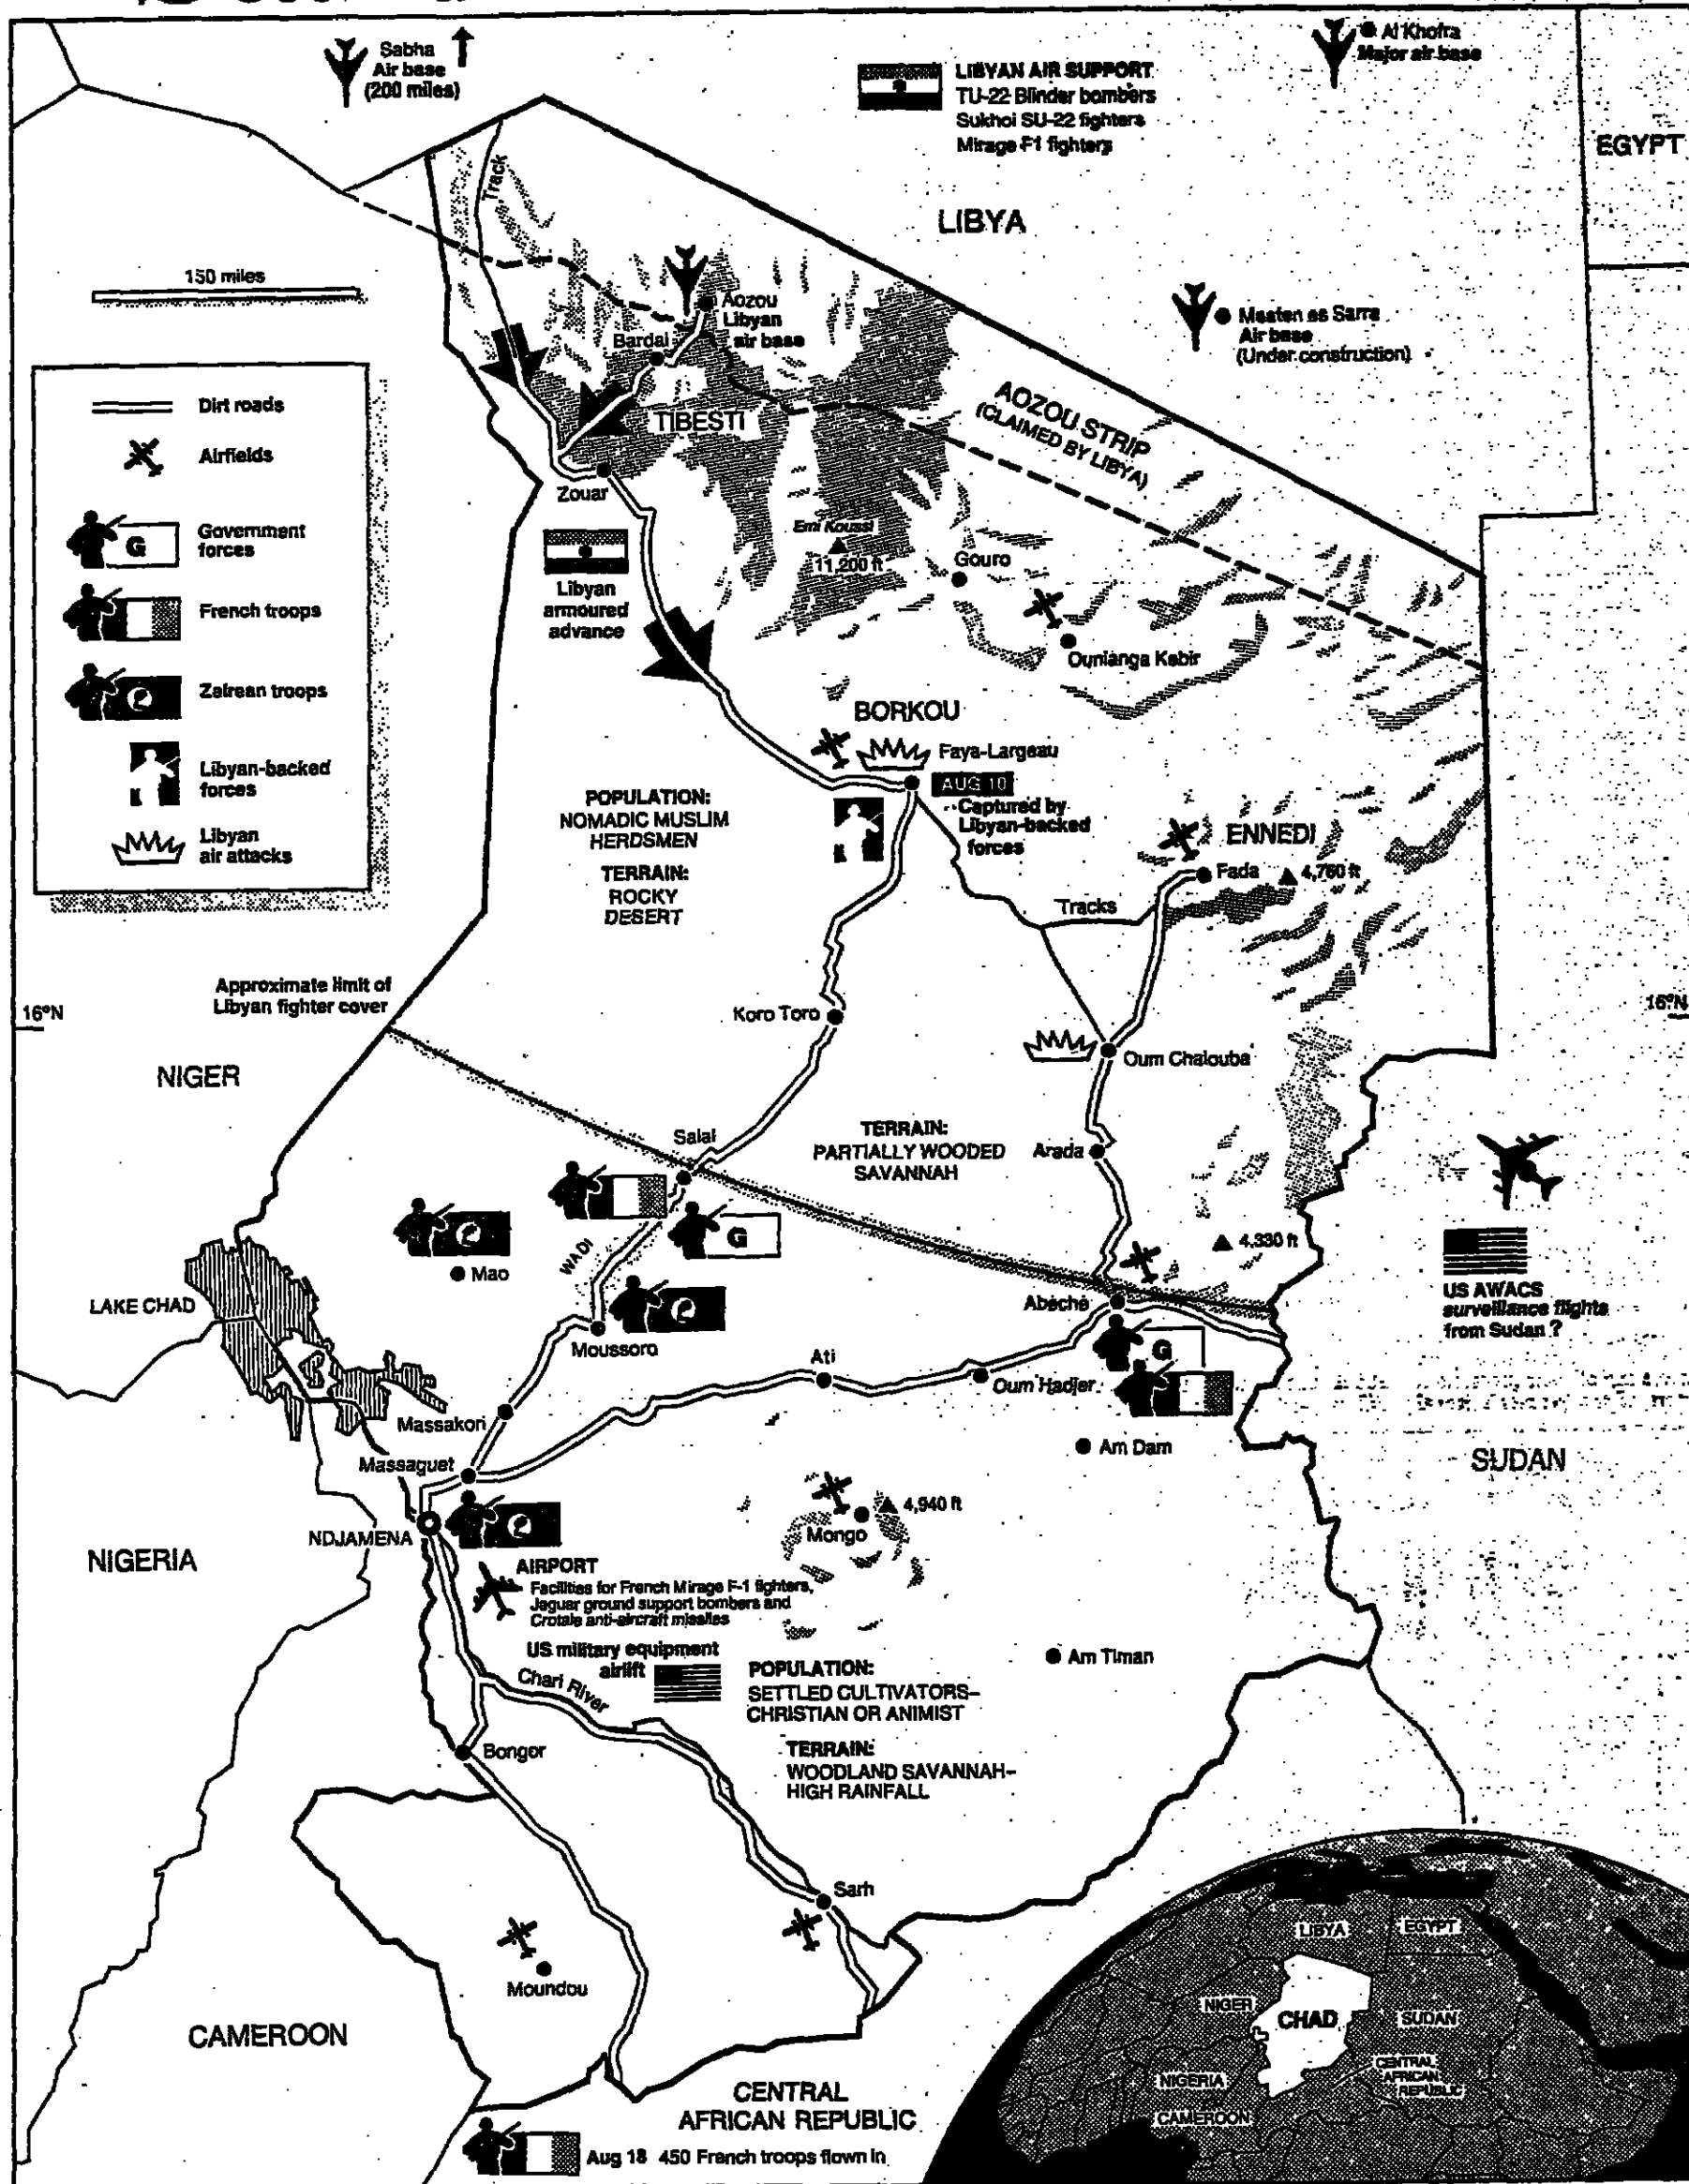 Sabha
Air base
(200 miles)
Al Khofra
Major air base
LIBYAN AIR SUPPORT
TU-22 Blinder bombers
Sukhoi SU-22 fighters
Mirage F1 fighters
EGYPT
LIBYA
Track
150 miles
Aozou
Libyan
air base
Bardai
Maaten es Sarra
Air base
(Under construction)
AOZOU STRIP
(CLAIMED BY LIBYA)
TIBESTI
Zouar
Dirt roads
Airfields
G
Government
forces
French troops
Zairean troops
Libyan-backed
forces
Libyan
air attacks
Emi Koussi
11,200 ft
Gouro
Libyan
armoured
advance
Ounianga Kebir
BORKOU
Faya-Largeau
AUG 10
Captured by
Libyan-backed
forces
POPULATION:
NOMADIC MUSLIM
HERDSMEN
TERRAIN:
ROCKY
DESERT
ENNEDI
Fada
4,760 ft
Tracks
Approximate limit of
Libyan fighter cover
16°N
16°N
Koro Toro
Oum Chalouba
NIGER
Salal
TERRAIN:
PARTIALLY WOODED
SAVANNAH
Arada
G
WADI
Mao
4,330 ft
LAKE CHAD
Abéché
US AWACS
surveillance flights
from Sudan ?
Moussoro
Ati
G
Oum Hadjer
Massakori
Am Dam
Massaguet
SUDAN
NDJAMENA
4,940 ft
Mongo
NIGERIA
AIRPORT
Facilities for French Mirage F-1 fighters,
Jaguar ground support bombers and
Crotale anti-aircraft missiles
US military equipment
airlift
Am Timan
Chari River
POPULATION:
SETTLED CULTIVATORS–
CHRISTIAN OR ANIMIST
Bongor
TERRAIN:
WOODLAND SAVANNAH–
HIGH RAINFALL
Sarh
Moundou
CAMEROON
CENTRAL
AFRICAN REPUBLIC
Aug 18 450 French troops flown in
LIBYA
EGYPT
NIGER
CHAD
SUDAN
NIGERIA
CENTRAL
AFRICAN
REPUBLIC
CAMEROON